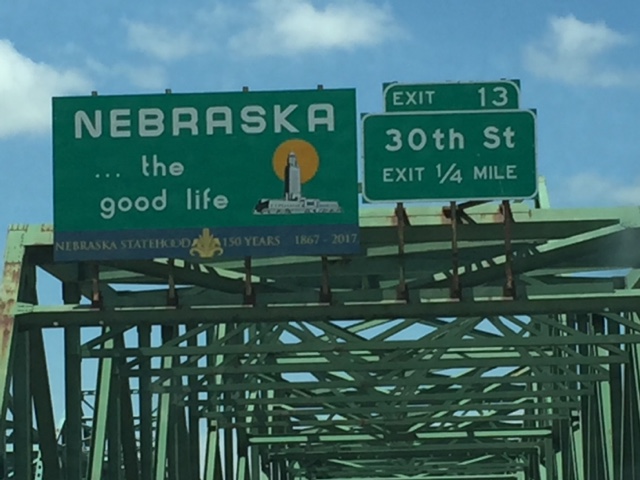 NEBRASKA
... the
good life
NEBRASKA STATEHOOD 150 YEARS 1867 - 2017
EXIT 13
30th St
EXIT 1/4 MILE